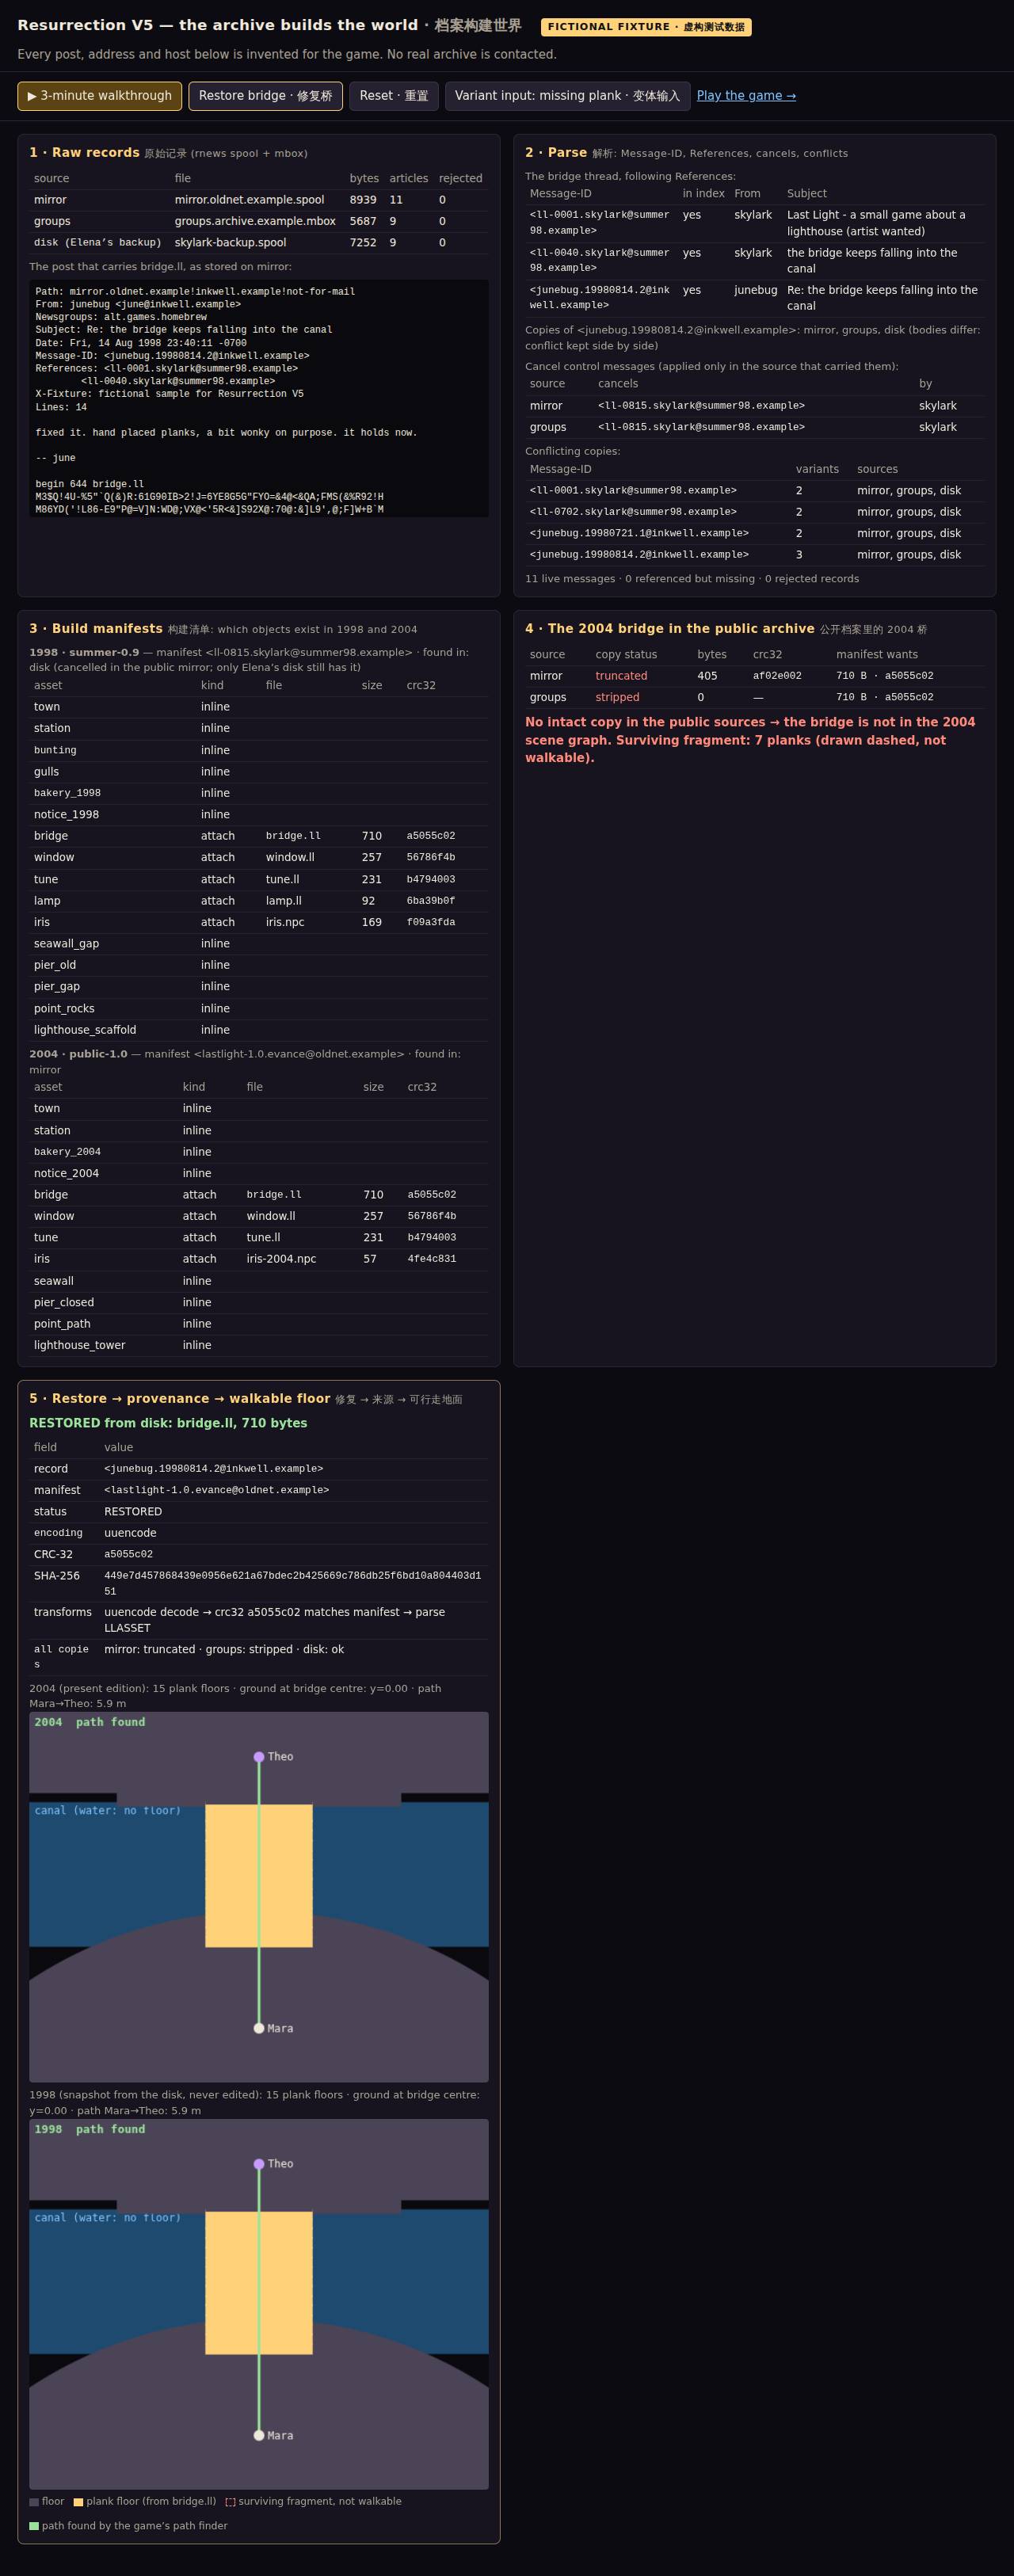 Resurrection V5 — the archive builds the world · 档案构建世界 FICTIONAL FIXTURE · 虚构测试数据
Every post, address and host below is invented for the game. No real archive is contacted.
▶ 3-minute walkthrough Restore bridge · 修复桥 Reset · 重置 Variant input: missing plank · 变体输入 Play the game →
1 · Raw records 原始记录 (rnews spool + mbox)
source file bytes articles rejected
mirror mirror.oldnet.example.spool 8939 11 0
groups groups.archive.example.mbox 5687 9 0
disk (Elena’s backup) skylark-backup.spool 7252 9 0
The post that carries bridge.ll, as stored on mirror:
Path: mirror.oldnet.example!inkwell.example!not-for-mail
From: junebug <june@inkwell.example>
Newsgroups: alt.games.homebrew
Subject: Re: the bridge keeps falling into the canal
Date: Fri, 14 Aug 1998 23:40:11 -0700
Message-ID: <junebug.19980814.2@inkwell.example>
References: <ll-0001.skylark@summer98.example>
<ll-0040.skylark@summer98.example>
X-Fixture: fictional sample for Resurrection V5
Lines: 14
fixed it. hand placed planks, a bit wonky on purpose. it holds now.
-- june
begin 644 bridge.ll
M3$Q!4U-%5"`Q(&)R:61G90IB>2!J=6YE8G5G"FYO=&4@<&QA;FMS(&%R92!H
M86YD('!L86-E9"P@=V]N:WD@;VX@<'5R<&]S92X@:70@:&]L9',@;F]W+B`M
2 · Parse 解析: Message-ID, References, cancels, conflicts
The bridge thread, following References:
Message-ID in index From Subject
<ll-0001.skylark@summer yes skylark Last Light - a small game about a
98.example> lighthouse (artist wanted)
<ll-0040.skylark@summer yes skylark the bridge keeps falling into the
98.example> canal
<junebug.19980814.2@ink yes junebug Re: the bridge keeps falling into the
well.example> canal
Copies of <junebug.19980814.2@inkwell.example>: mirror, groups, disk (bodies differ:
conflict kept side by side)
Cancel control messages (applied only in the source that carried them):
source cancels by
mirror <ll-0815.skylark@summer98.example> skylark
groups <ll-0815.skylark@summer98.example> skylark
Conflicting copies:
Message-ID variants sources
<ll-0001.skylark@summer98.example> 2 mirror, groups, disk
<ll-0702.skylark@summer98.example> 2 mirror, groups, disk
<junebug.19980721.1@inkwell.example> 2 mirror, groups, disk
<junebug.19980814.2@inkwell.example> 3 mirror, groups, disk
11 live messages · 0 referenced but missing · 0 rejected records
3 · Build manifests 构建清单: which objects exist in 1998 and 2004
1998 · summer-0.9 — manifest <ll-0815.skylark@summer98.example> · found in:
disk (cancelled in the public mirror; only Elena’s disk still has it)
asset kind file size crc32
town inline
station inline
bunting inline
gulls inline
bakery_1998 inline
notice_1998 inline
bridge attach bridge.ll 710 a5055c02
window attach window.ll 257 56786f4b
tune attach tune.ll 231 b4794003
lamp attach lamp.ll 92 6ba39b0f
iris attach iris.npc 169 f09a3fda
seawall_gap inline
pier_old inline
pier_gap inline
point_rocks inline
lighthouse_scaffold inline
2004 · public-1.0 — manifest <lastlight-1.0.evance@oldnet.example> · found in:
mirror
asset kind file size crc32
town inline
station inline
bakery_2004 inline
notice_2004 inline
bridge attach bridge.ll 710 a5055c02
window attach window.ll 257 56786f4b
tune attach tune.ll 231 b4794003
iris attach iris-2004.npc 57 4fe4c831
seawall inline
pier_closed inline
point_path inline
lighthouse_tower inline
4 · The 2004 bridge in the public archive 公开档案里的 2004 桥
source copy status bytes crc32 manifest wants
mirror truncated 405 af02e002 710 B · a5055c02
groups stripped 0 — 710 B · a5055c02
No intact copy in the public sources → the bridge is not in the 2004
scene graph. Surviving fragment: 7 planks (drawn dashed, not
walkable).
5 · Restore → provenance → walkable floor 修复 → 来源 → 可行走地面
RESTORED from disk: bridge.ll, 710 bytes
field value
record <junebug.19980814.2@inkwell.example>
manifest <lastlight-1.0.evance@oldnet.example>
status RESTORED
encoding uuencode
CRC-32 a5055c02
SHA-256 449e7d457868439e0956e621a67bdec2b425669c786db25f6bd10a804403d1
51
transforms uuencode decode → crc32 a5055c02 matches manifest → parse
LLASSET
all copie mirror: truncated · groups: stripped · disk: ok
s
2004 (present edition): 15 plank floors · ground at bridge centre: y=0.00 · path
Mara→Theo: 5.9 m
2004 path found
Theo
canal (water: no floor)
Mara
1998 (snapshot from the disk, never edited): 15 plank floors · ground at bridge centre:
y=0.00 · path Mara→Theo: 5.9 m
1998 path found
Theo
canal (water: no floor)
Mara
floor plank floor (from bridge.ll) surviving fragment, not walkable
path found by the game’s path finder